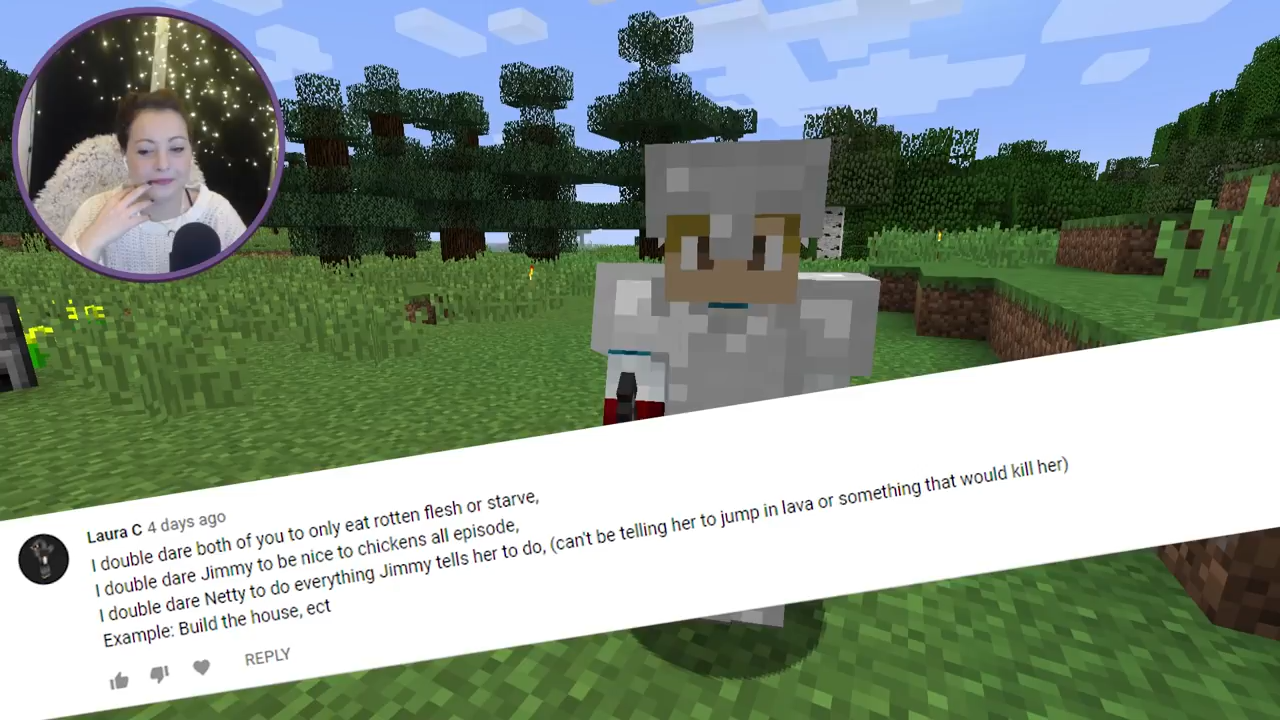 Laura C 4 days ago
I double dare both of you to only eat rotten flesh or starve,
I double dare Jimmy to be nice to chickens all episode,
I double dare Netty to do everything Jimmy tells her to do, (can't be telling her to jump in lava or something that would kill her)
Example: Build the house, ect
REPLY